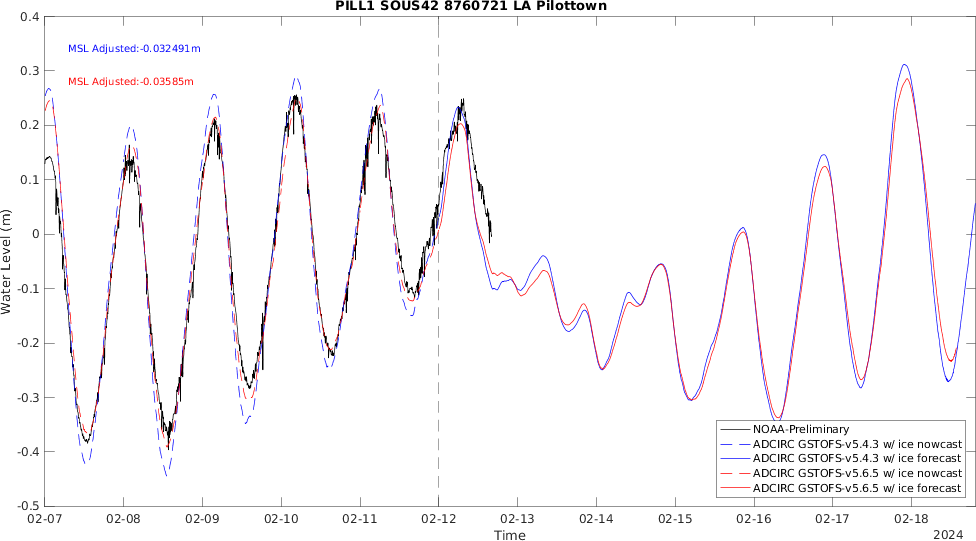 PILL1 SOUS42 8760721 LA Pilottown
0.4
0.3
0.2
0.1
0
-0.1
-0.2
-0.3
-0.4
-0.5
Water Level (m)
MSL Adjusted:-0.032491m
MSL Adjusted:-0.03585m
NOAA-Preliminary
ADCIRC GSTOFS-v5.4.3 w/ ice nowcast
ADCIRC GSTOFS-v5.4.3 w/ ice forecast
ADCIRC GSTOFS-v5.6.5 w/ ice nowcast
ADCIRC GSTOFS-v5.6.5 w/ ice forecast
02-07 02-08 02-09 02-10 02-11 02-12 02-13 02-14 02-15 02-16 02-17 02-18
Time
2024